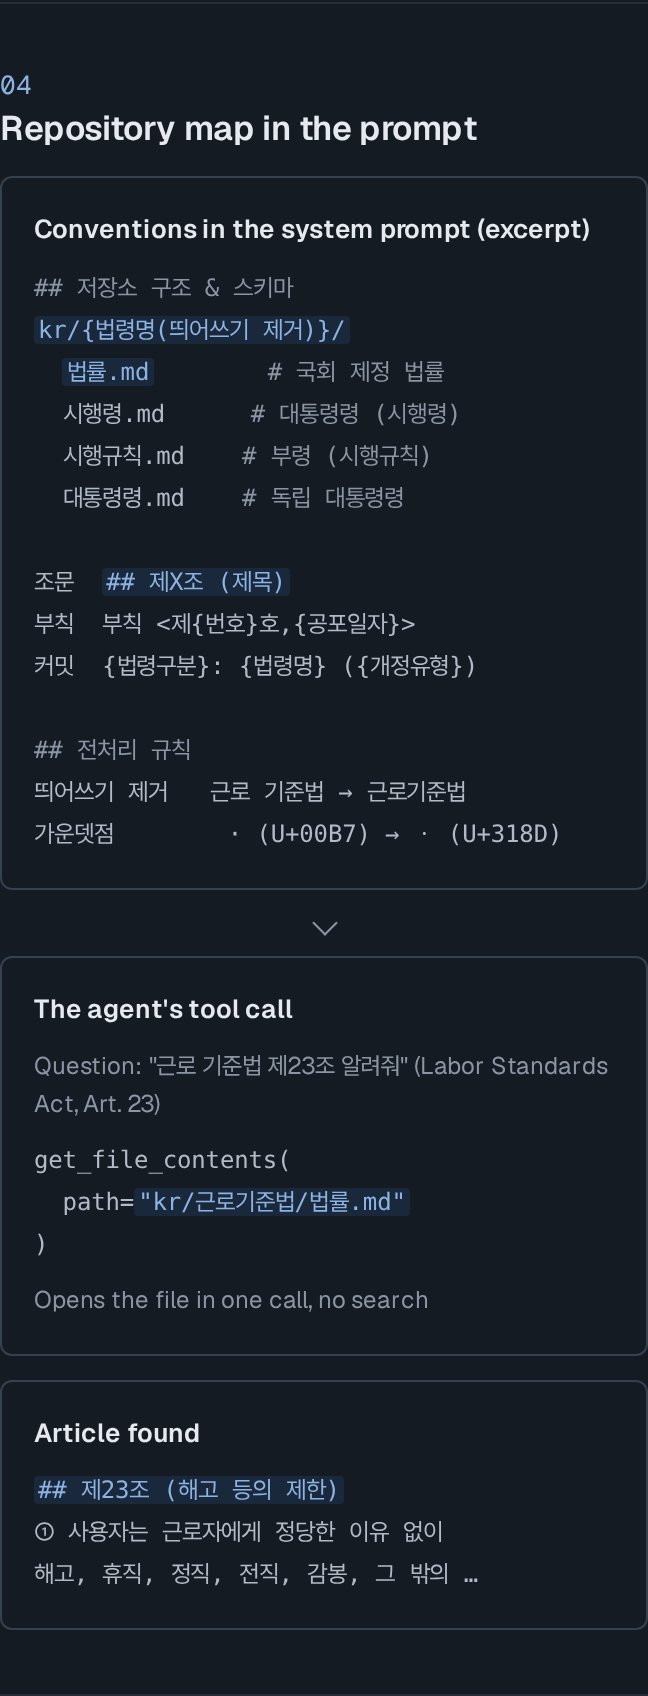 04
Repository map in the prompt
Conventions in the system prompt (excerpt)
## 저장소 구조 & 스키마
kr/{법령명(띄어쓰기 제거)}/
법률.md # 국회 제정 법률
시행령.md # 대통령령 (시행령)
시행규칙.md # 부령 (시행규칙)
대통령령.md # 독립 대통령령
조문 ## 제X조 (제목)
부칙 부칙 <제{번호}호,{공포일자}>
커밋 {법령구분}: {법령명} ({개정유형})
## 전처리 규칙
띄어쓰기 제거 근로 기준법 → 근로기준법
가운뎃점 · (U+00B7) → ㆍ (U+318D)
The agent's tool call
Question: "근로 기준법 제23조 알려줘" (Labor Standards
Act, Art. 23)
get_file_contents(
path="kr/근로기준법/법률.md"
)
Opens the file in one call, no search
Article found
## 제23조 (해고 등의 제한)
① 사용자는 근로자에게 정당한 이유 없이
해고, 휴직, 정직, 전직, 감봉, 그 밖의 …